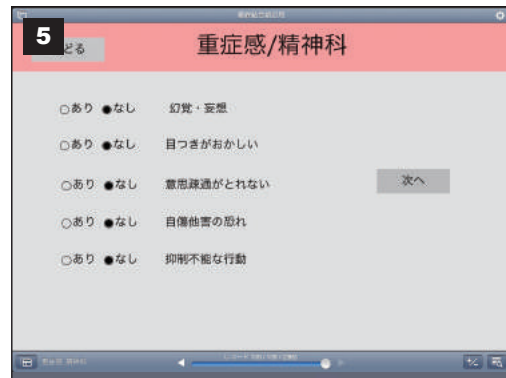 5
どる
重症感/精神科
○あり ●なし 幻覚・妄想
○あり ●なし 目つきがおかしい
○あり ●なし 意思疎通がとれない
次へ
○あり ●なし 自傷他害の恐れ
○あり ●なし 抑制不能な行動